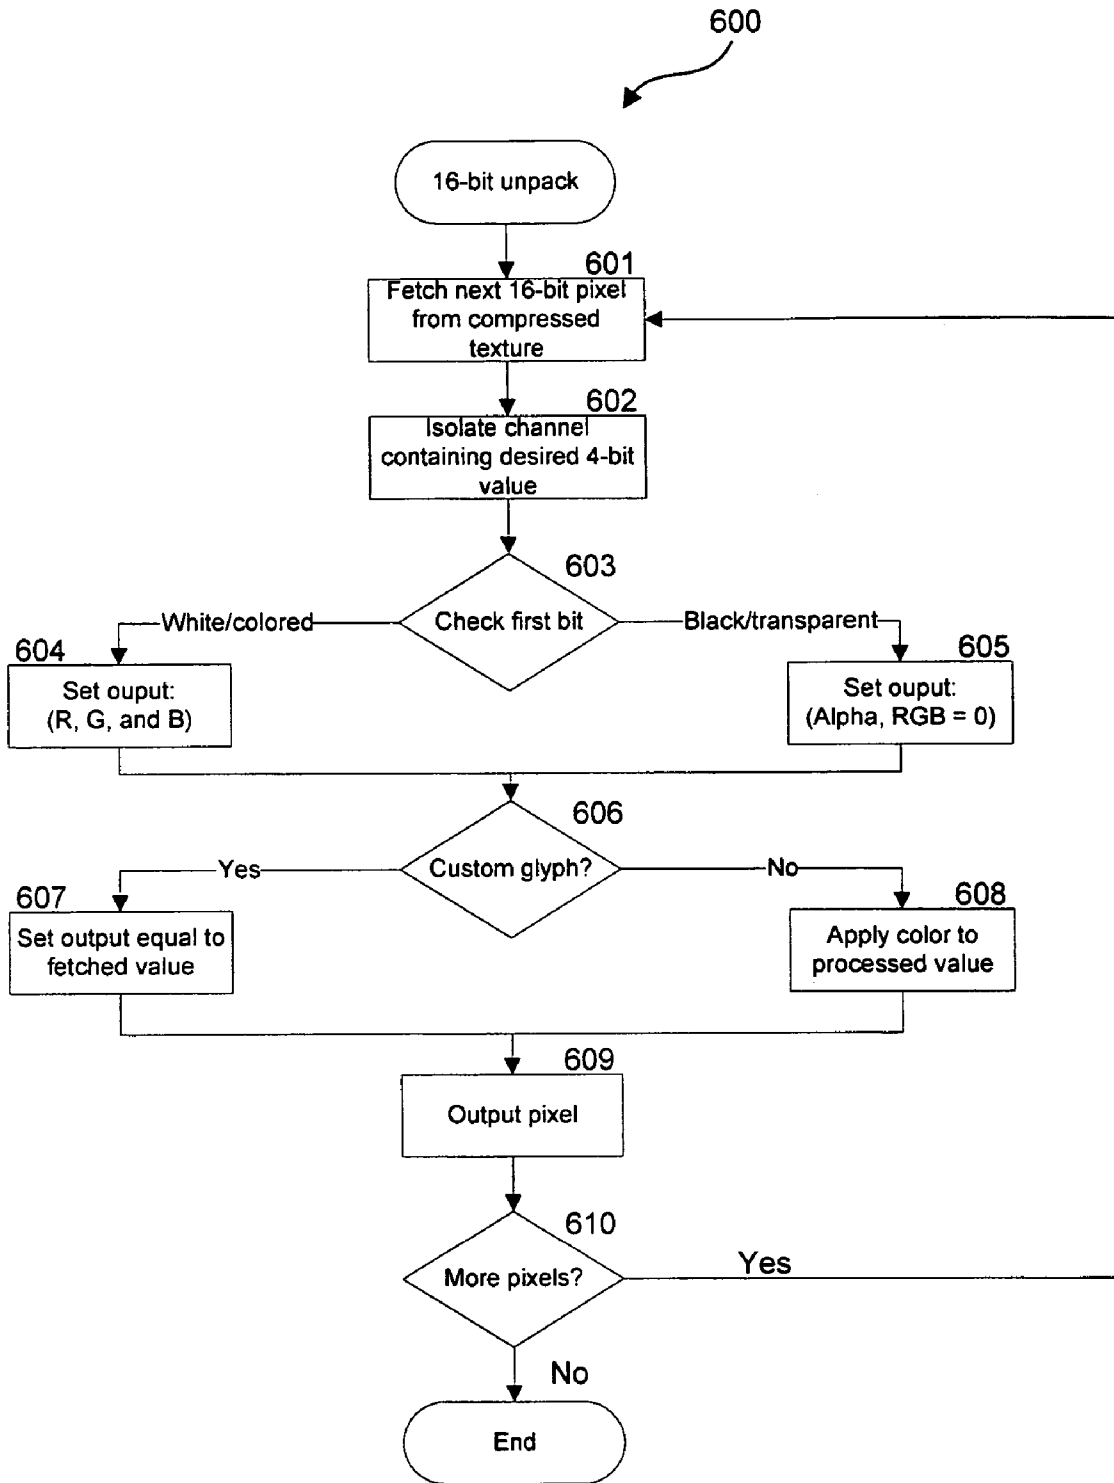 600
16-bit unpack
601
Fetch next 16-bit pixel
from compressed
texture
602
Isolate channel
containing desired 4-bit
value
603
Check first bit
White/colored
Black/transparent
604
Set ouput:
(R, G, and B)
605
Set ouput:
(Alpha, RGB = 0)
606
Custom glyph?
Yes
No
607
Set output equal to
fetched value
608
Apply color to
processed value
609
Output pixel
610
More pixels?
Yes
No
End